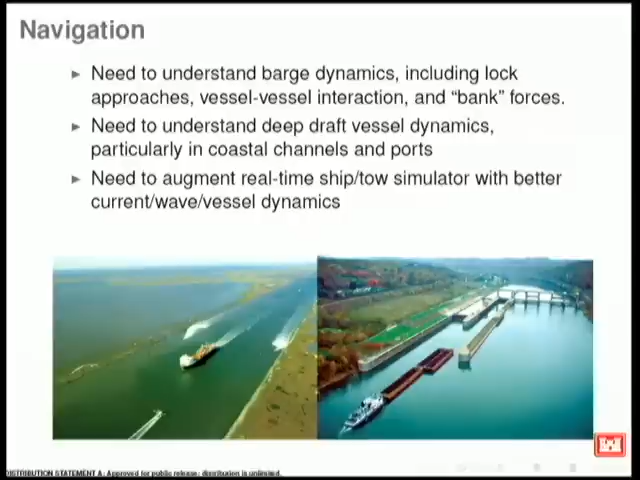 Navigation
► Need to understand barge dynamics, including lock
approaches, vessel-vessel interaction, and “bank” forces.
► Need to understand deep draft vessel dynamics,
particularly in coastal channels and ports
► Need to augment real-time ship/tow simulator with better
current/wave/vessel dynamics
DISTRIBUTION STATEMENT A: Approved for public release; distribution is unlimited.